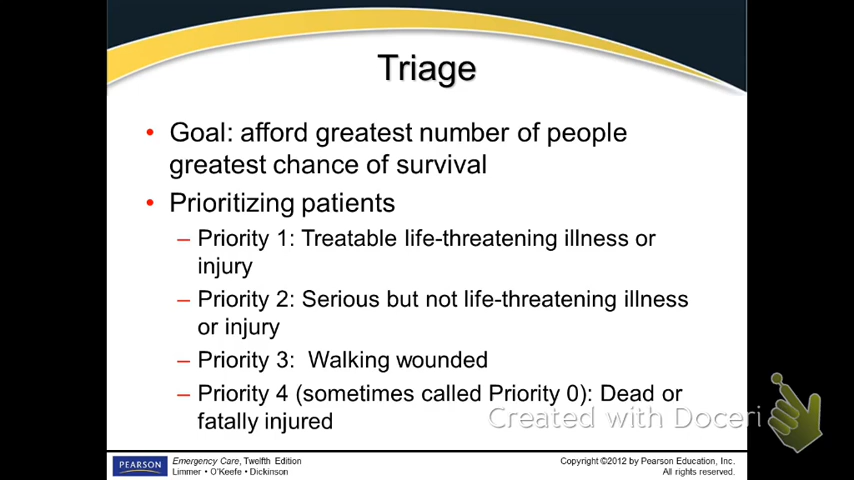 Triage
• Goal: afford greatest number of people
greatest chance of survival
• Prioritizing patients
– Priority 1: Treatable life-threatening illness or
injury
– Priority 2: Serious but not life-threatening illness
or injury
– Priority 3:  Walking wounded
– Priority 4 (sometimes called Priority 0): Dead or
fatally injured
Created with Doceri
PEARSON
Emergency Care, Twelfth Edition
Limmer • O'Keefe • Dickinson
Copyright ©2012 by Pearson Education, Inc.
All rights reserved.